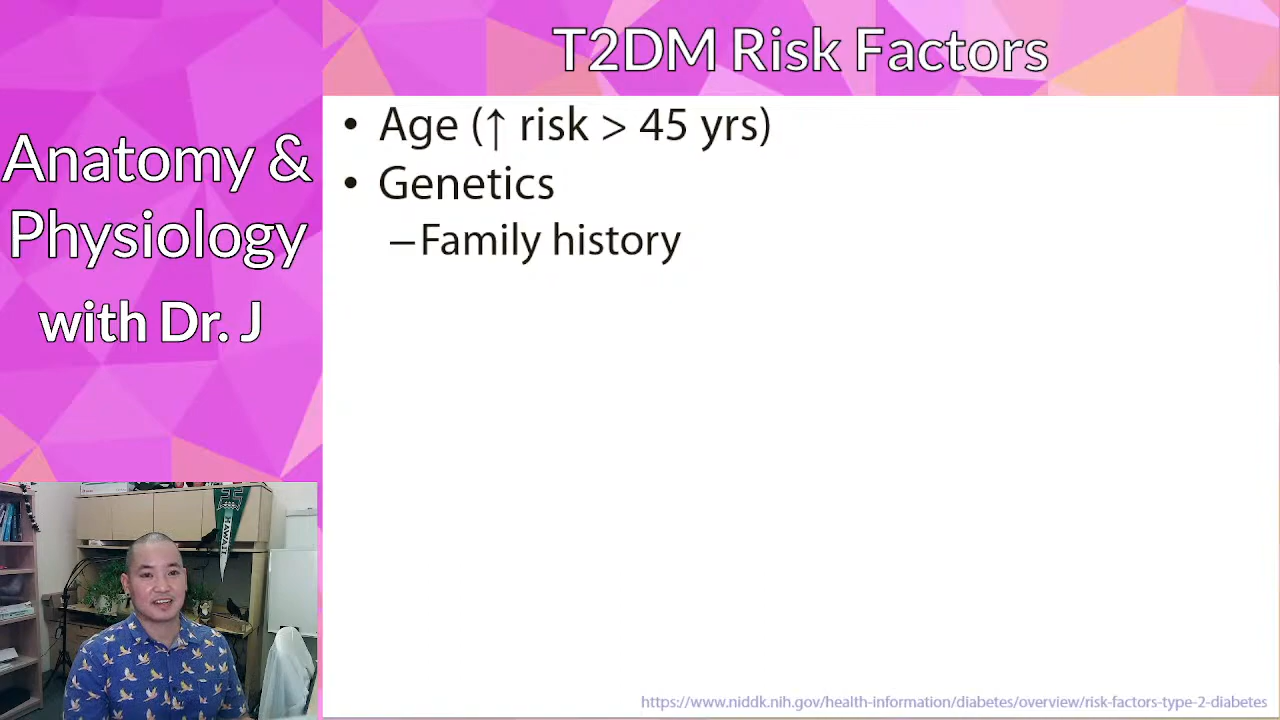 T2DM Risk Factors
Anatomy &
Physiology
with Dr. J
• Age (↑ risk > 45 yrs)
• Genetics
–Family history
HAWAI'I
https://www.niddk.nih.gov/health-information/diabetes/overview/risk-factors-type-2-diabetes